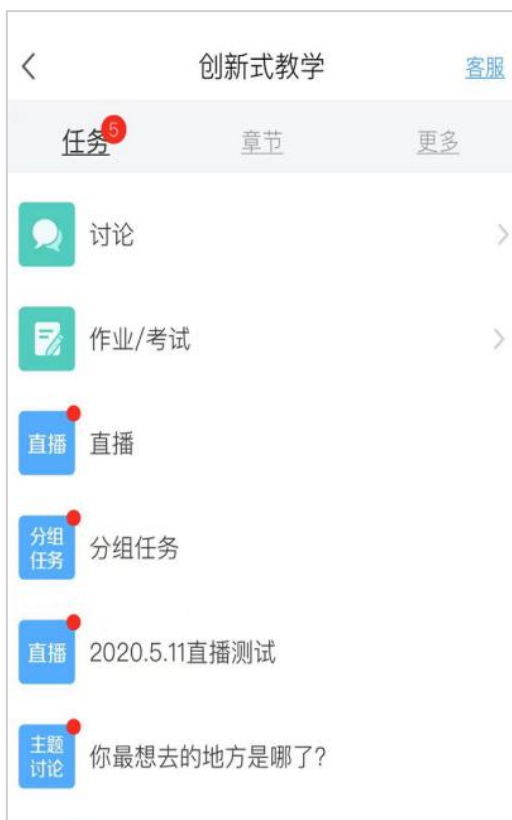 创新式教学
客服
任务
5
章节
更多
讨论
作业/考试
直播
直播
分组
任务
分组任务
直播
2020.5.11直播测试
主题
讨论
你最想去的地方是哪了?